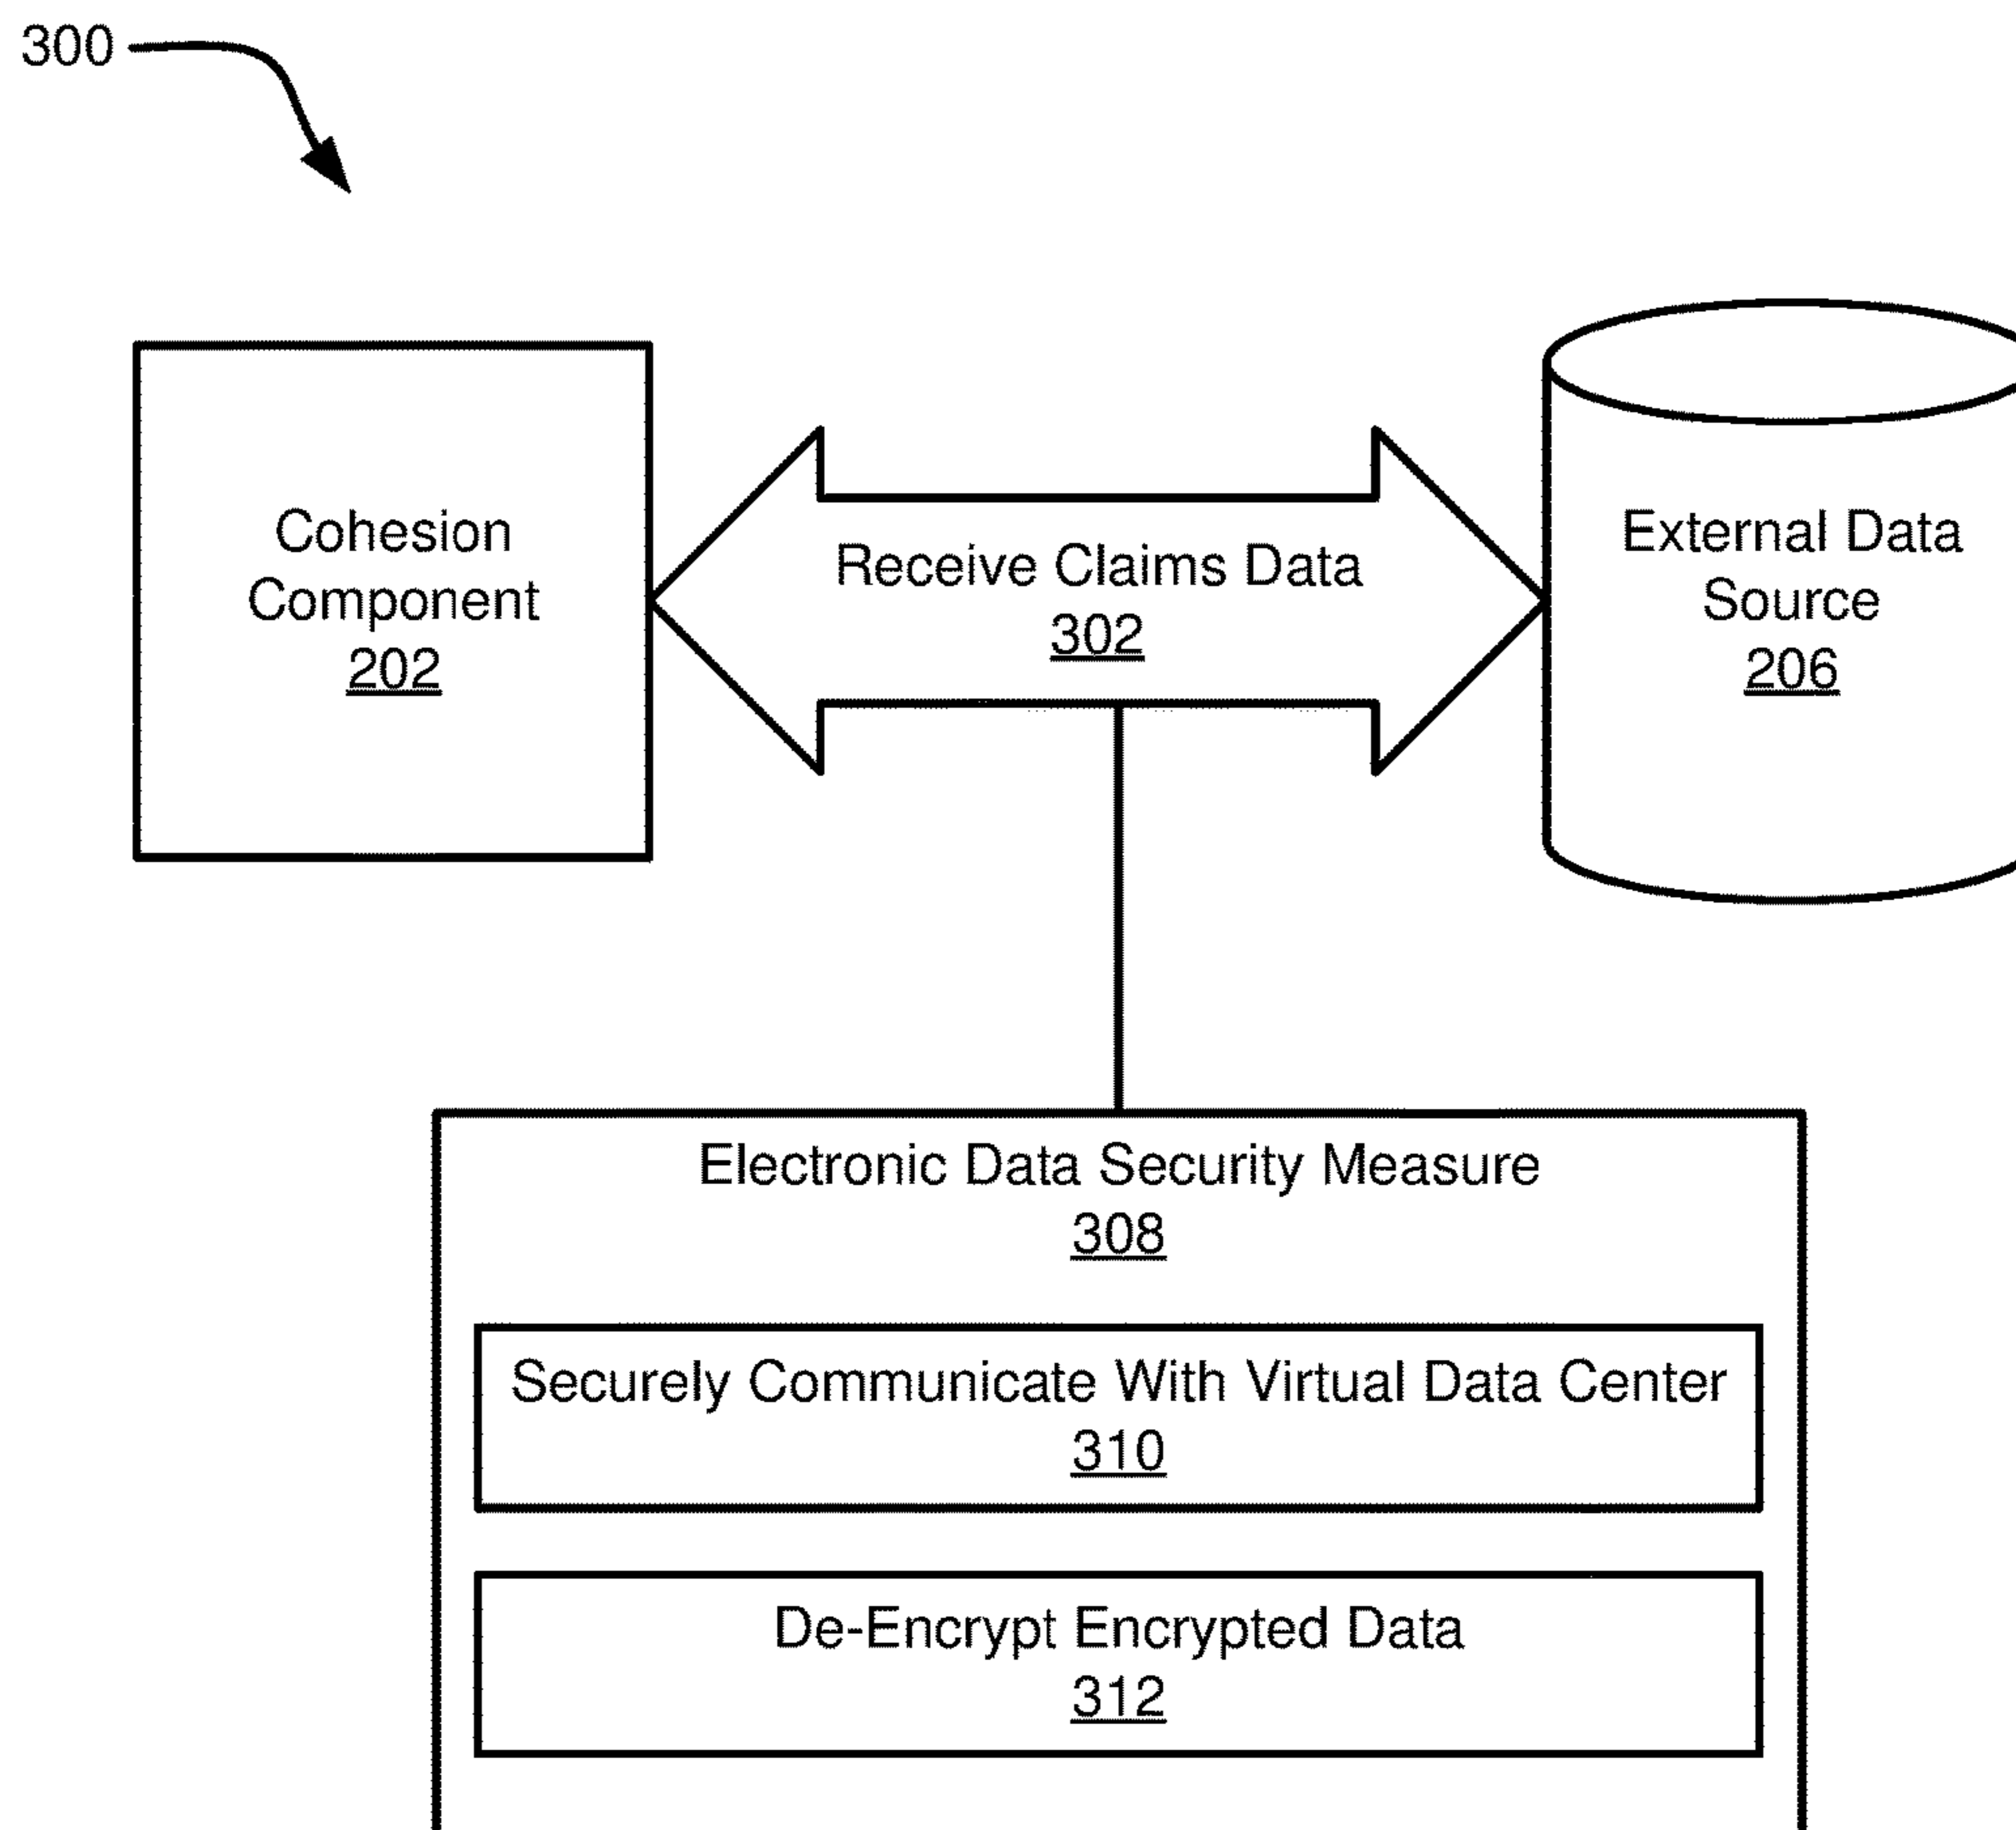 300
Cohesion
Component
202
Receive Claims Data
302
External Data
Source
206
Electronic Data Security Measure
308
Securely Communicate With Virtual Data Center
310
De-Encrypt Encrypted Data
312